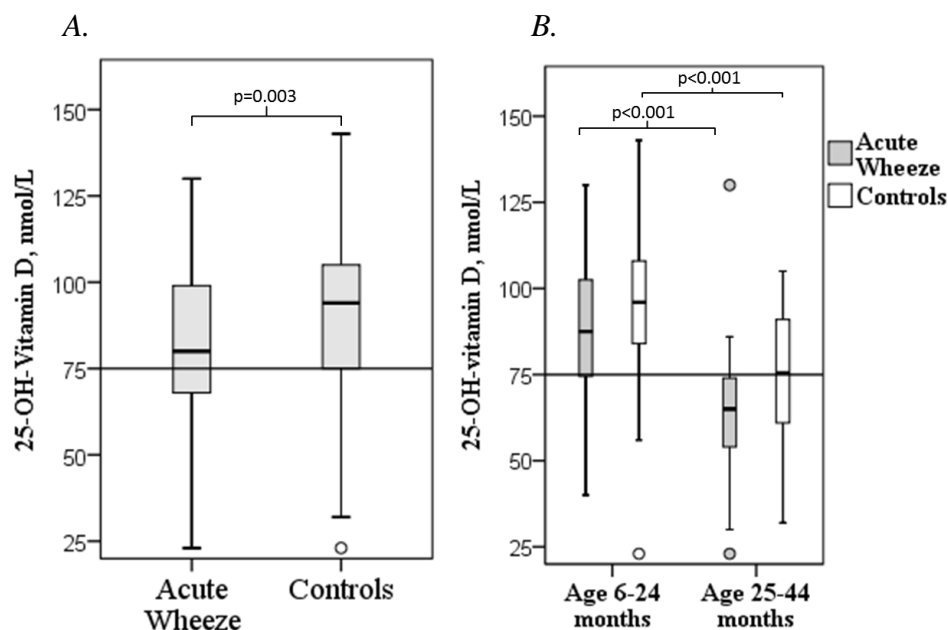 A.
p=0.003
25-OH-Vitamin D, nmol/L
150
125
100
75
50
25
Acute
Wheeze
Controls
B.
p<0.001
p<0.001
25-OH-vitamin D, nmol/L
150
125
100
75
50
25
Age 6-24
months
Age 25-44
months
Acute
Wheeze
Controls